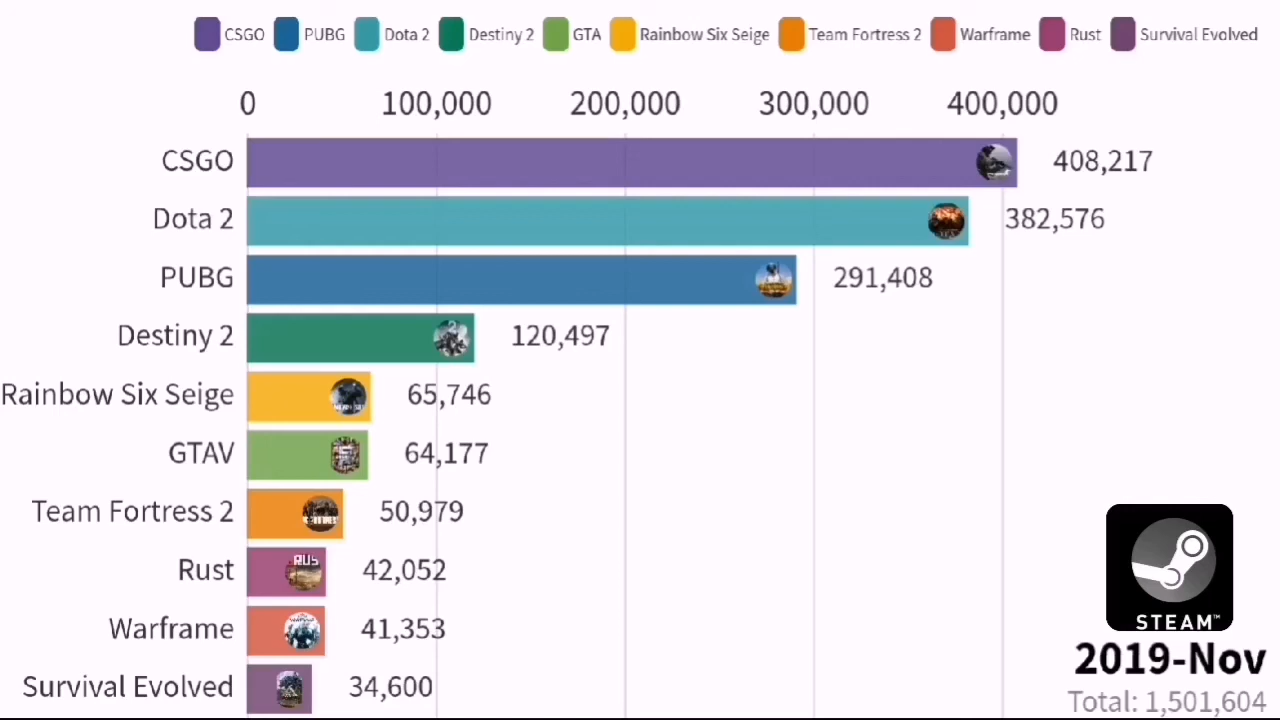 CSGO PUBG Dota 2 Destiny 2 GTA Rainbow Six Seige Team Fortress 2 Warframe Rust Survival Evolved
0 100,000 200,000 300,000 400,000
CSGO 408,217
Dota 2 382,576
PUBG 291,408
Destiny 2 120,497
Rainbow Six Seige 65,746
GTAV 64,177
Team Fortress 2 50,979
Rust 42,052
Warframe 41,353
Survival Evolved 34,600
STEAM™
2019-Nov
Total: 1,501,604